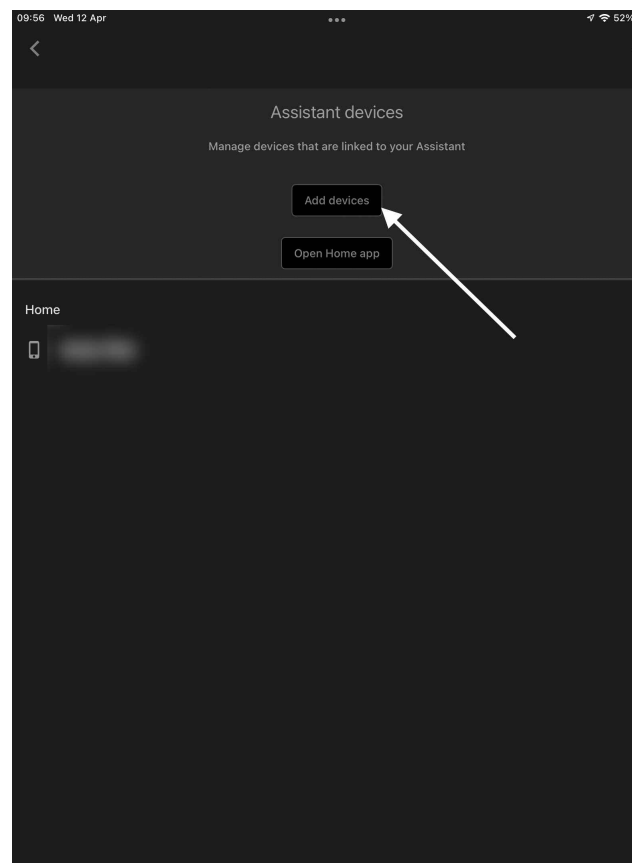 09:56 Wed 12 Apr
52%
Assistant devices
Manage devices that are linked to your Assistant
Add devices
Open Home app
Home